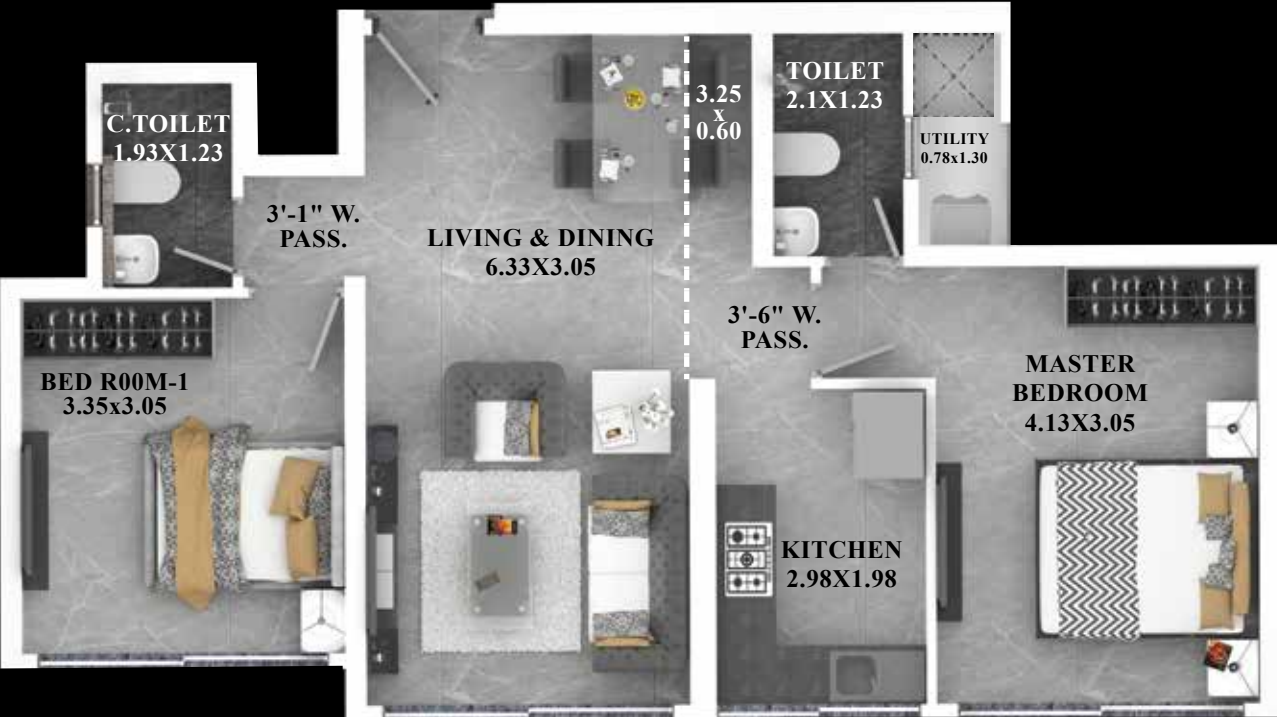 C.TOILET
1.93X1.23
3'-1" W.
PASS.
LIVING & DINING
6.33X3.05
3.25
x
0.60
TOILET
2.1X1.23
UTILITY
0.78x1.30
3'-6" W.
PASS.
BED R00M-1
3.35x3.05
MASTER
BEDROOM
4.13X3.05
KITCHEN
2.98X1.98